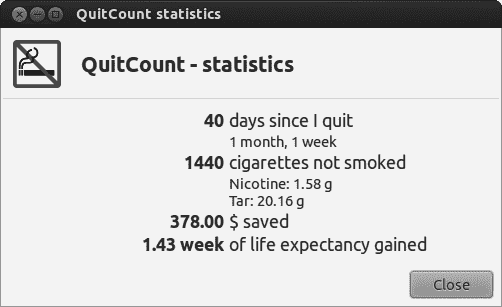 QuitCount statistics
QuitCount - statistics
40 days since I quit
1 month, 1 week
1440 cigarettes not smoked
Nicotine: 1.58 g
Tar: 20.16 g
378.00 $ saved
1.43 week of life expectancy gained
Close